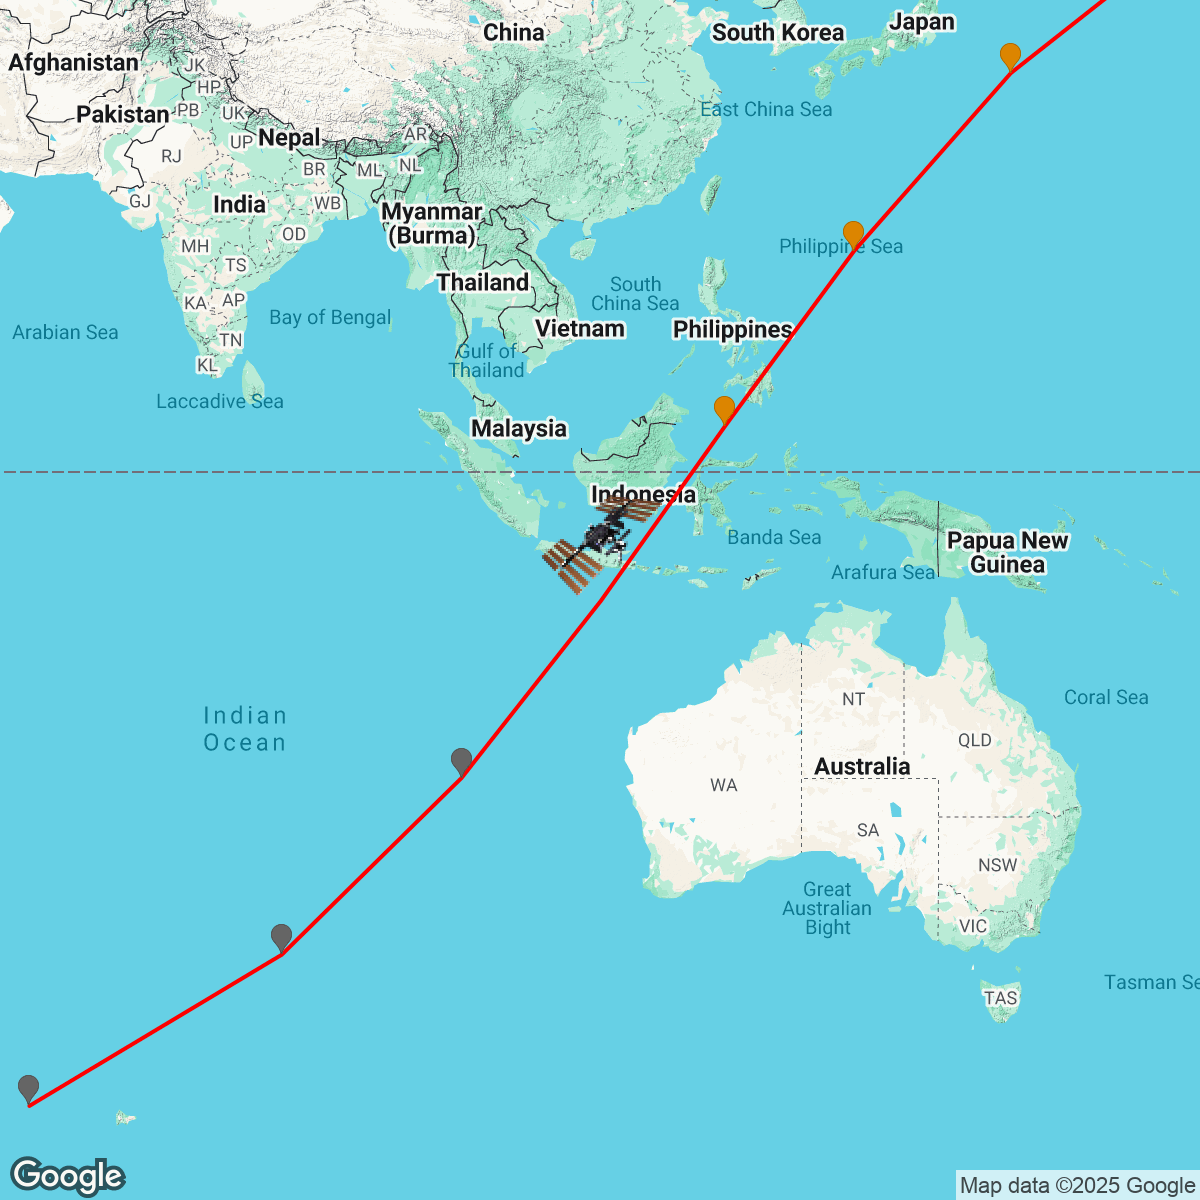 China
South Korea
Japan
Afghanistan
JK
HP
Pakistan
PB
UK
East China Sea
Nepal
AR
UP
RJ
BR
ML
NL
GJ
India
WB
Myanmar
(Burma)
OD
MH
Philippine Sea
TS
Thailand
South
China Sea
KA
AP
Bay of Bengal
Arabian Sea
Vietnam
Philippines
TN
Gulf of
Thailand
KL
Laccadive Sea
Malaysia
Indonesia
Banda Sea
Papua New
Guinea
Arafura Sea
Indian
Ocean
NT
Coral Sea
QLD
Australia
WA
SA
NSW
Great
Australian
Bight
VIC
Tasman Se
TAS
Google
Map data ©2025 Google